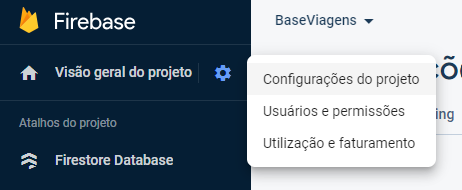 Firebase
BaseViagens
Visão geral do projeto
Configurações do projeto
Usuários e permissões
Utilização e faturamento
Atalhos do projeto
Firestore Database